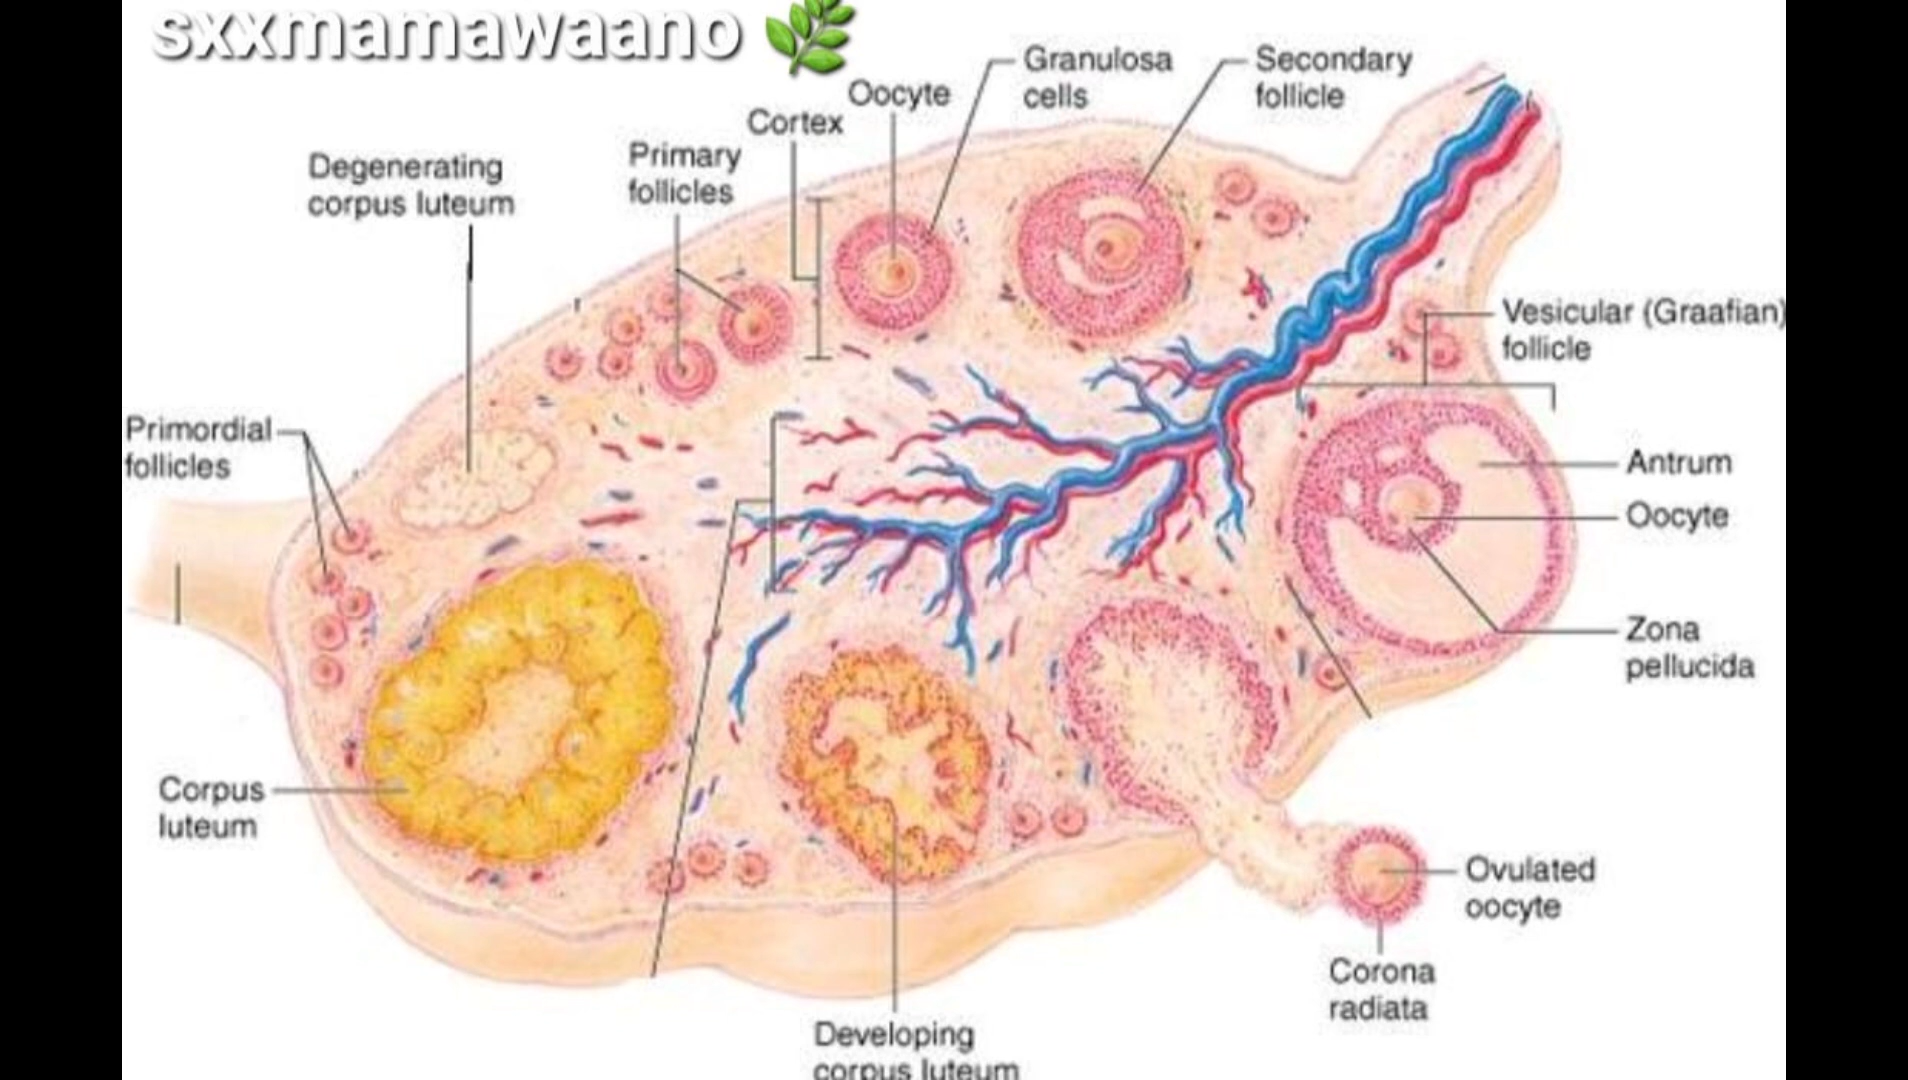 sxxmamawaano
Granulosa
cells
Secondary
follicle
Oocyte
Cortex
Primary
follicles
Degenerating
corpus luteum
Vesicular (Graafian)
follicle
Primordial
follicles
Antrum
Oocyte
Zona
pellucida
Corpus
luteum
Ovulated
oocyte
Corona
radiata
Developing
corpus luteum